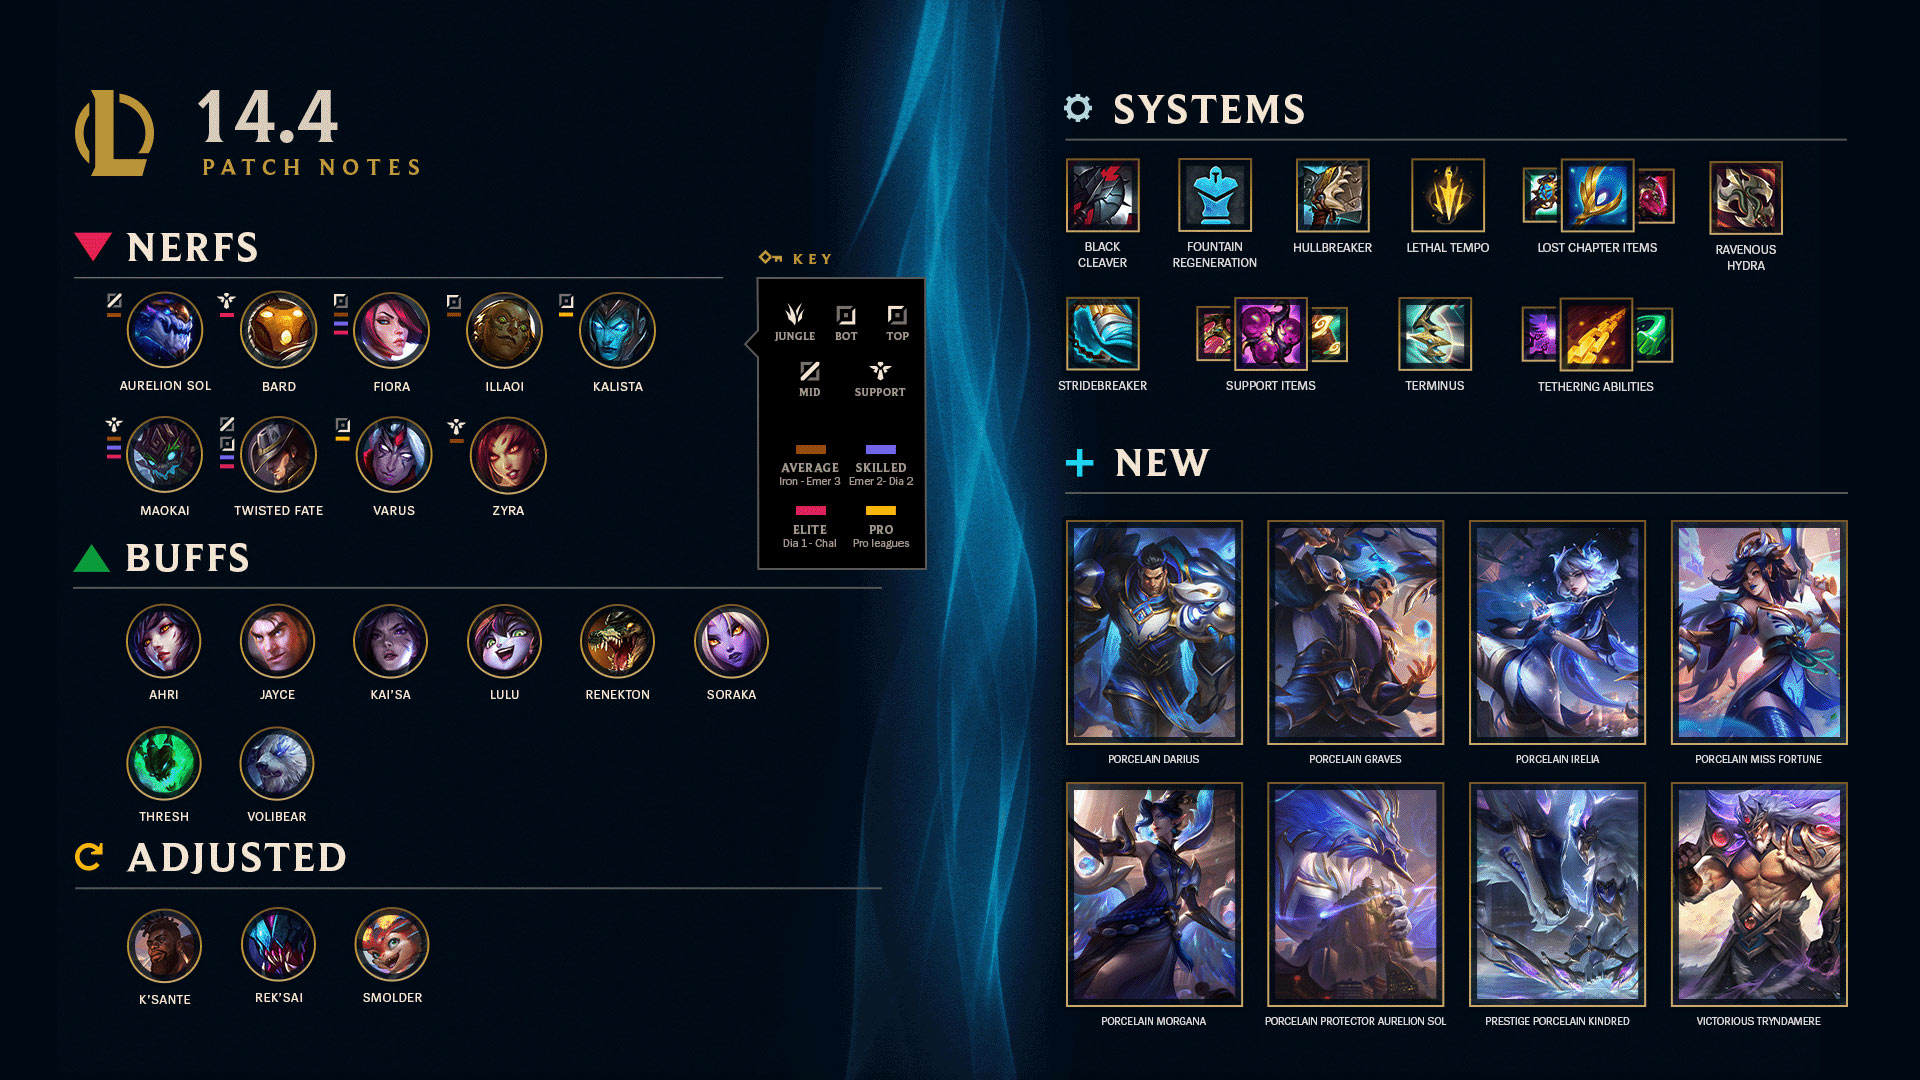 14.4
PATCH NOTES
NERFS
AURELION SOL
BARD
FIORA
ILLAOI
KALISTA
MAOKAI
TWISTED FATE
VARUS
ZYRA
KEY
JUNGLE
BOT
TOP
MID
SUPPORT
AVERAGE
Iron - Emer 3
SKILLED
Emer 2- Dia 2
ELITE
Dia 1 - Chal
PRO
Pro leagues
BUFFS
AHRI
JAYCE
KAI'SA
LULU
RENEKTON
SORAKA
THRESH
VOLIBEAR
ADJUSTED
K'SANTE
REK'SAI
SMOLDER
SYSTEMS
BLACK
CLEAVER
FOUNTAIN
REGENERATION
HULLBREAKER
LETHAL TEMPO
LOST CHAPTER ITEMS
RAVENOUS
HYDRA
STRIDEBREAKER
SUPPORT ITEMS
TERMINUS
TETHERING ABILITIES
NEW
PORCELAIN DARIUS
PORCELAIN GRAVES
PORCELAIN IRELIA
PORCELAIN MISS FORTUNE
PORCELAIN MORGANA
PORCELAIN PROTECTOR AURELION SOL
PRESTIGE PORCELAIN KINDRED
VICTORIOUS TRYNDAMERE